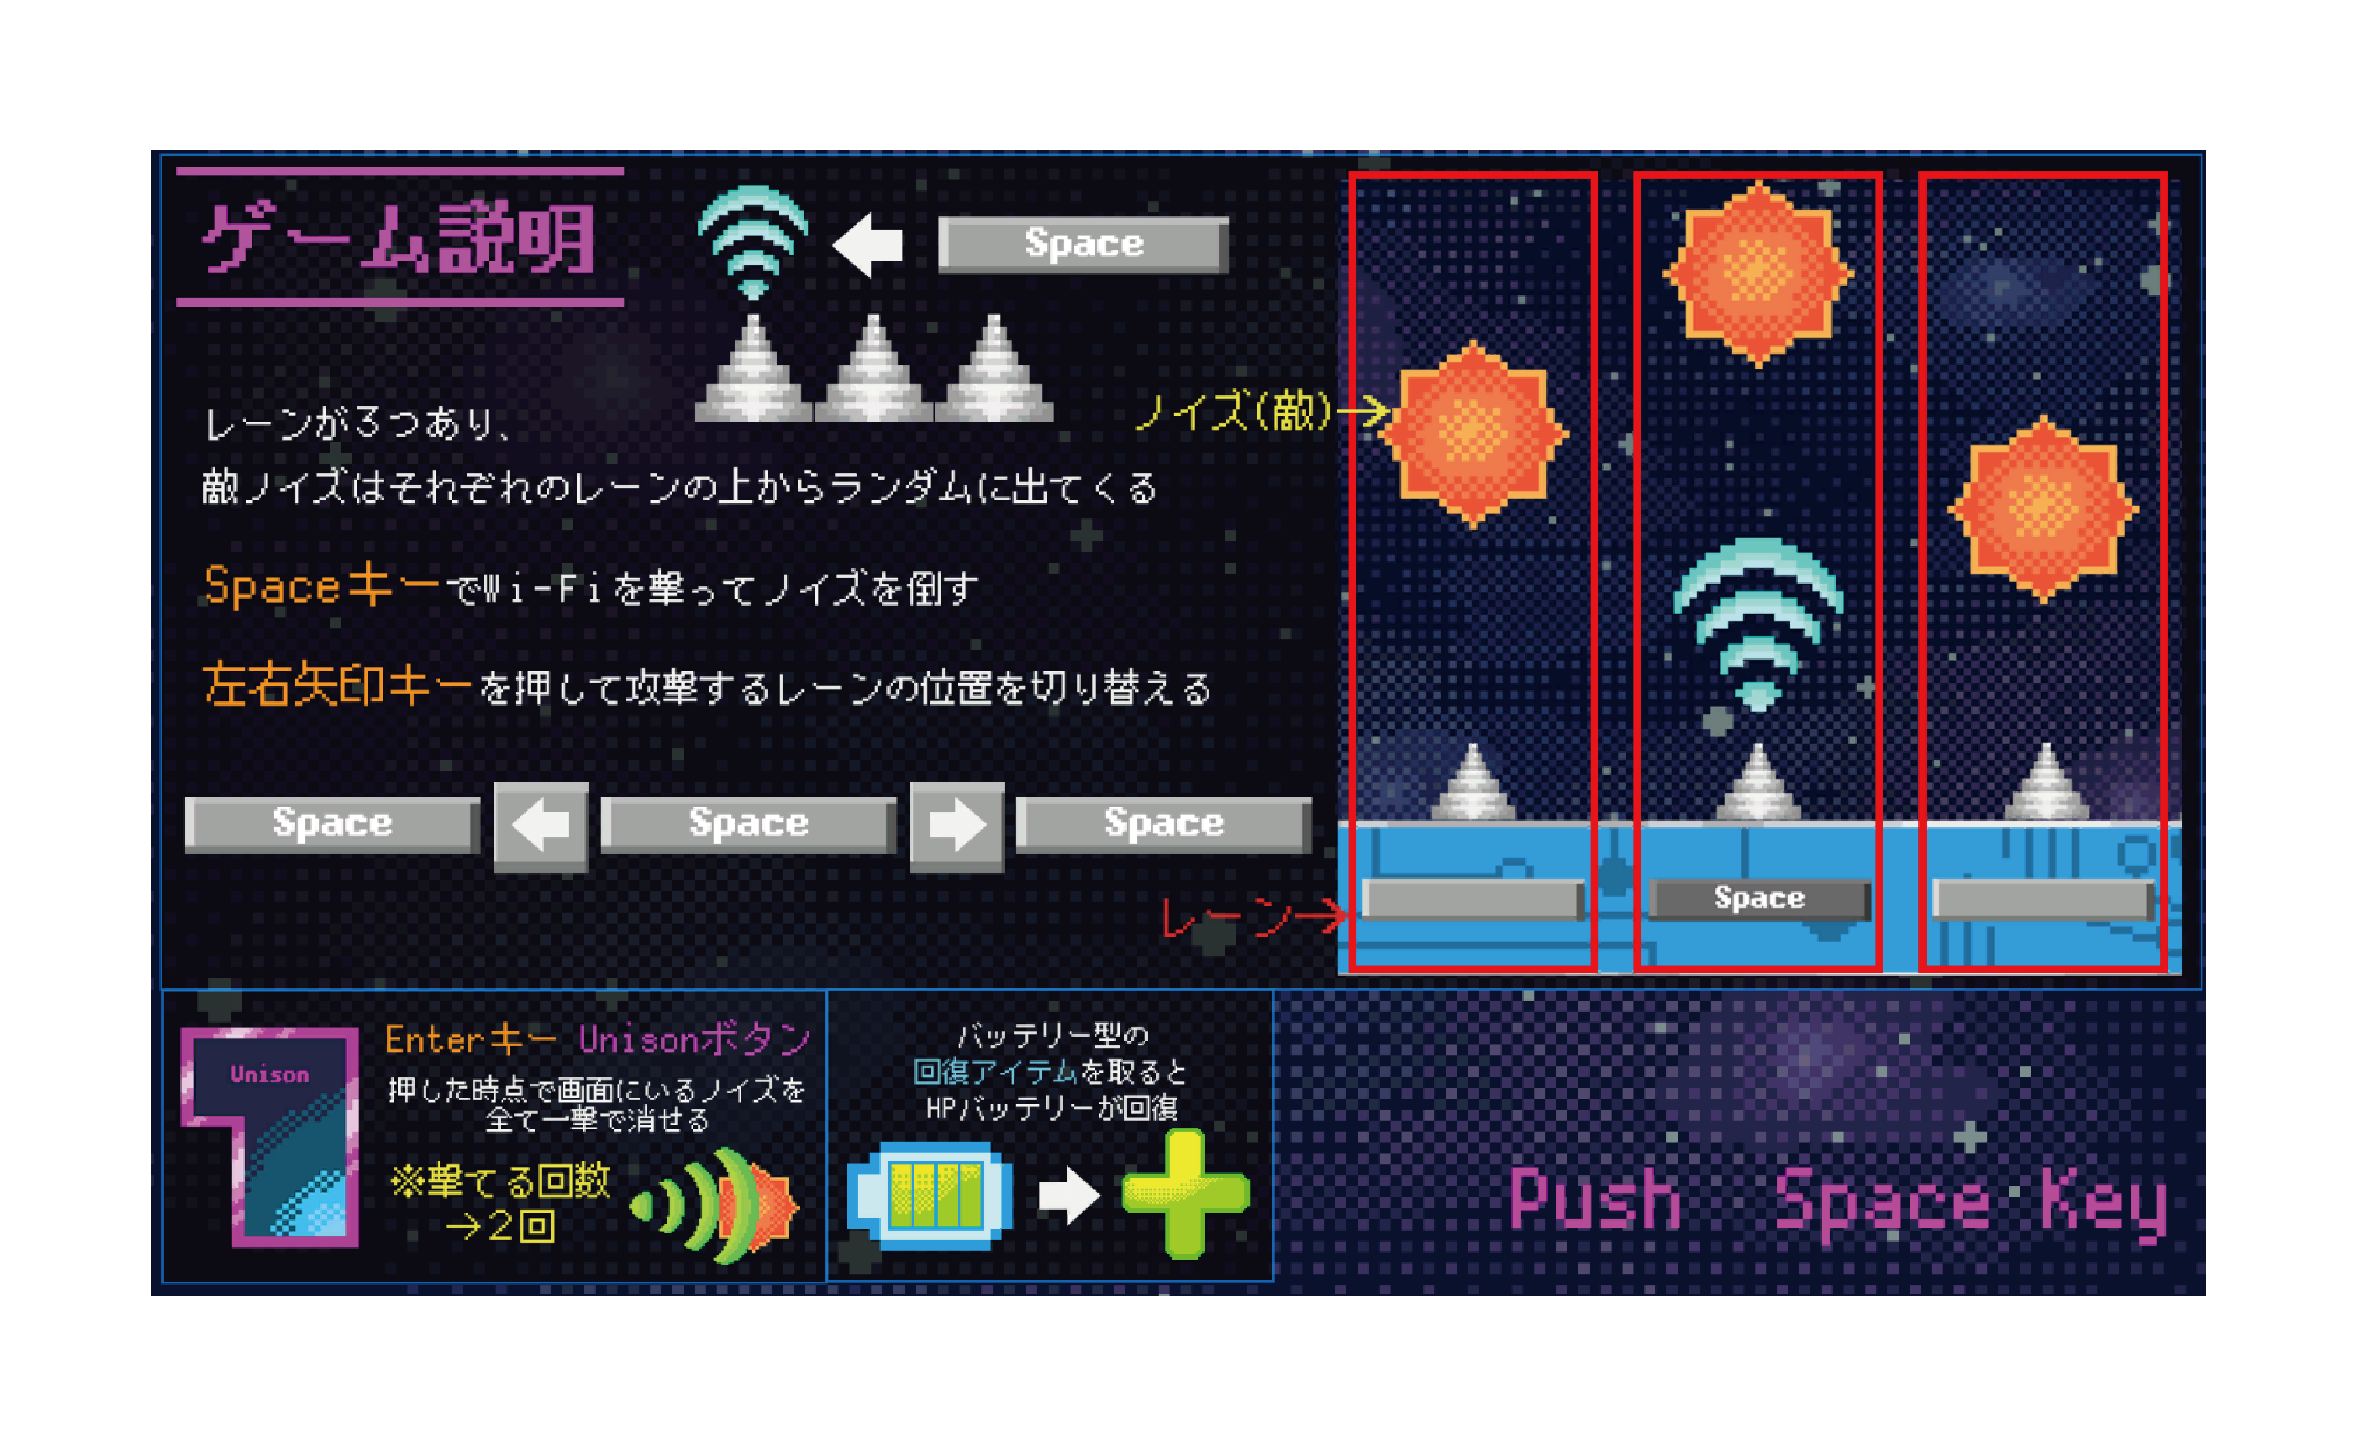 ゲーム説明
Space
レーンが3つあり、
敵ノイズはそれぞれのレーンの上からランダムに出てくる
SpaceキーでWi-Fiを撃ってノイズを倒す
左右矢印キーを押して攻撃するレーンの位置を切り替える
Space ← Space → Space
ノイズ(敵)→
レーン→
Space
Unison
Enterキー Unisonボタン
押した時点で画面にいるノイズを
全て一撃で消せる
※撃てる回数
→2回
バッテリー型の
回復アイテムを取ると
HPバッテリーが回復
Push Space Key